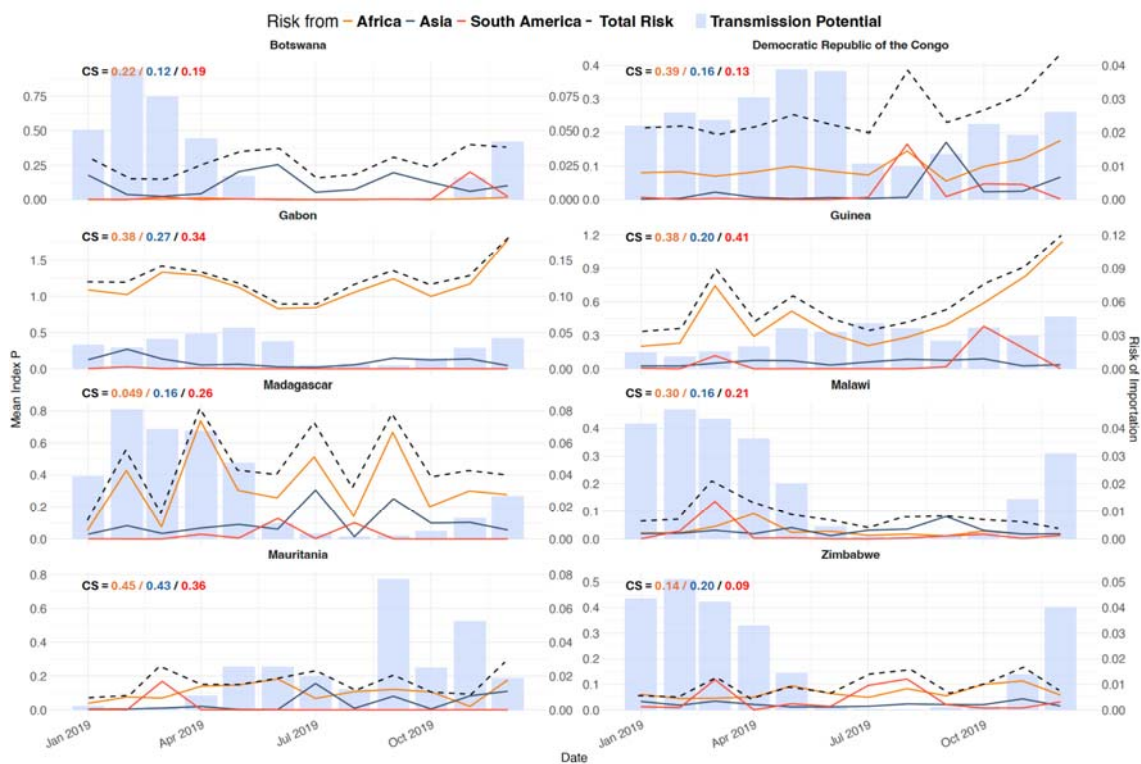 Risk from Africa Asia South America Total Risk Transmission Potential
Botswana
Democratic Republic of the Congo
CS = 0.22 / 0.12 / 0.19
CS = 0.39 / 0.16 / 0.13
0.75
0.50
0.25
0.00
0.075
0.050
0.025
0.000
0.4
0.3
0.2
0.1
0.0
0.04
0.03
0.02
0.01
0.00
Gabon
Guinea
CS = 0.38 / 0.27 / 0.34
CS = 0.38 / 0.20 / 0.41
1.5
1.0
0.5
0.0
0.15
0.10
0.05
0.00
1.2
0.9
0.6
0.3
0.0
0.12
0.09
0.06
0.03
0.00
Mean Index P
Risk of Importation
Madagascar
Malawi
CS = 0.049 / 0.16 / 0.26
CS = 0.30 / 0.16 / 0.21
0.8
0.6
0.4
0.2
0.0
0.08
0.06
0.04
0.02
0.00
0.4
0.3
0.2
0.1
0.0
0.04
0.03
0.02
0.01
0.00
Mauritania
Zimbabwe
CS = 0.45 / 0.43 / 0.36
CS = 0.14 / 0.20 / 0.09
0.8
0.6
0.4
0.2
0.0
0.08
0.06
0.04
0.02
0.00
0.5
0.4
0.3
0.2
0.1
0.0
0.05
0.04
0.03
0.02
0.01
0.00
Jan 2019
Apr 2019
Jul 2019
Oct 2019
Jan 2019
Apr 2019
Jul 2019
Oct 2019
Date